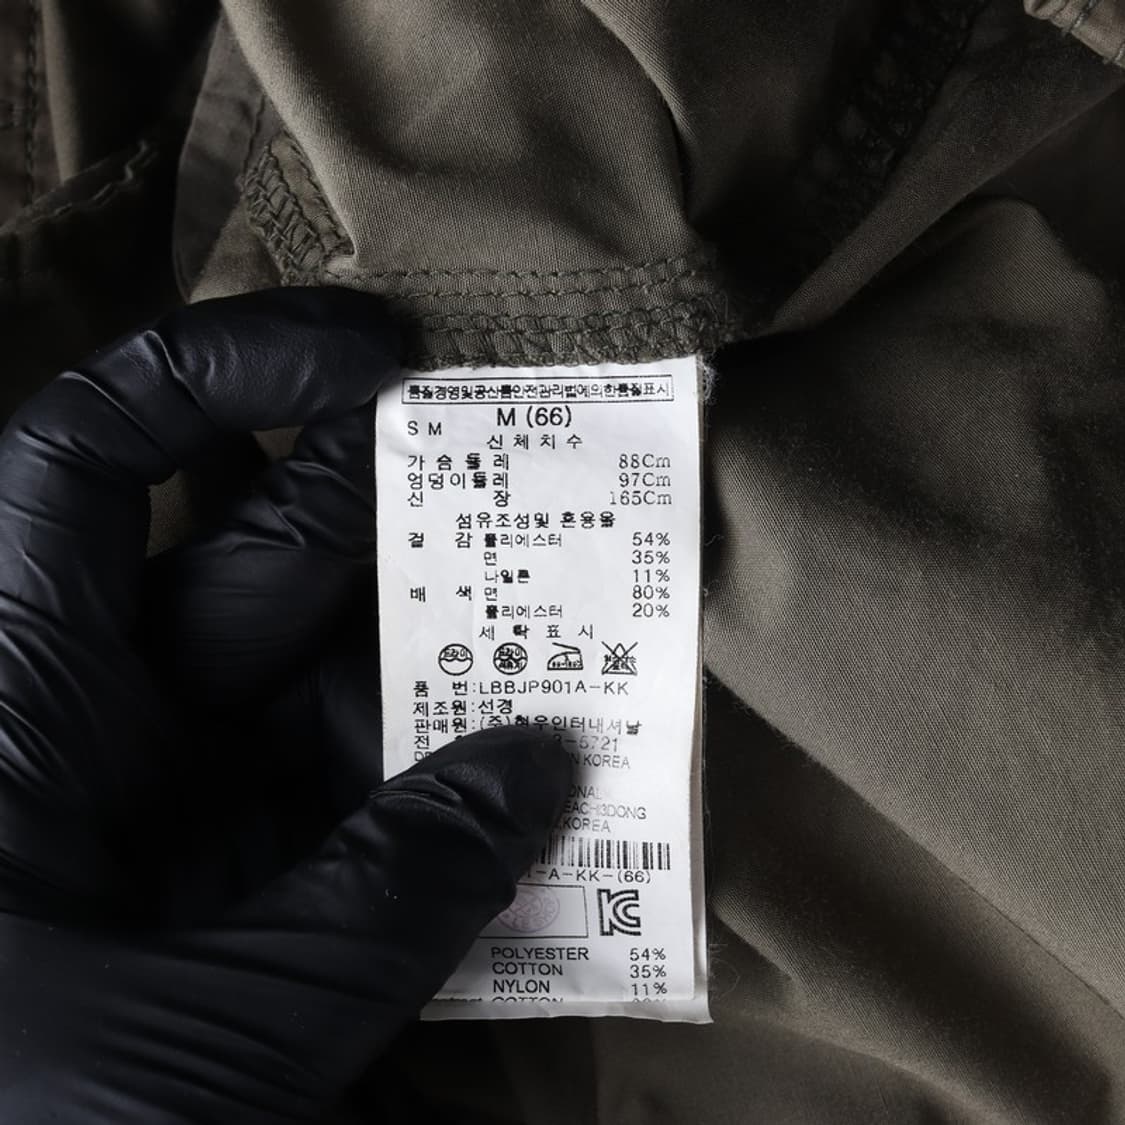 품질경영및공산품안전관리법에의한품질표시
M (66)
S M
신체치수
가슴둘레 88Cm
엉덩이둘레 97Cm
신 장 165Cm
섬유조성및 혼용율
겉 감 폴리에스터 54%
면 35%
나일론 11%
배 색 면 80%
폴리에스터 20%
세 탁 표 시
품 번:LBBJP901A-KK
제조원:선경
판매원:(주)현우인터내셔날
전 -5721
KOREA
3DONG
KOREA
-A-KK-(66)
KC
POLYESTER 54%
COTTON 35%
NYLON 11%
COTTON